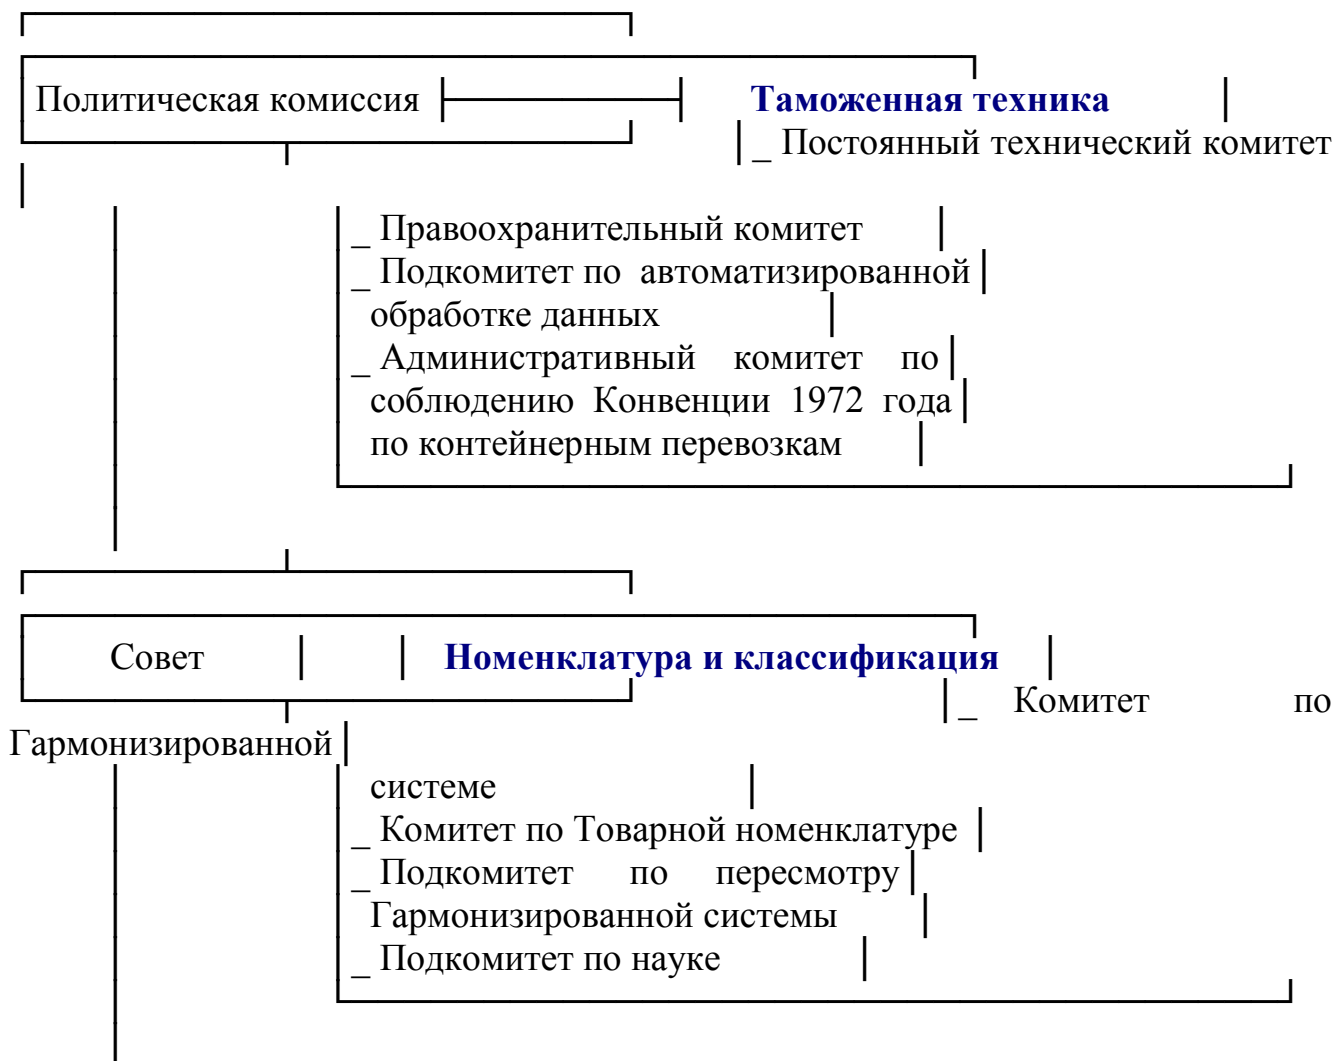 Политическая комиссия Таможенная техника
_ Постоянный технический комитет
_ Правоохранительный комитет
_ Подкомитет по автоматизированной
обработке данных
_ Административный комитет по
соблюдению Конвенции 1972 года
по контейнерным перевозкам
Совет Номенклатура и классификация
_ Комитет по
Гармонизированной
системе
_ Комитет по Товарной номенклатуре
_ Подкомитет по пересмотру
Гармонизированной системы
_ Подкомитет по науке